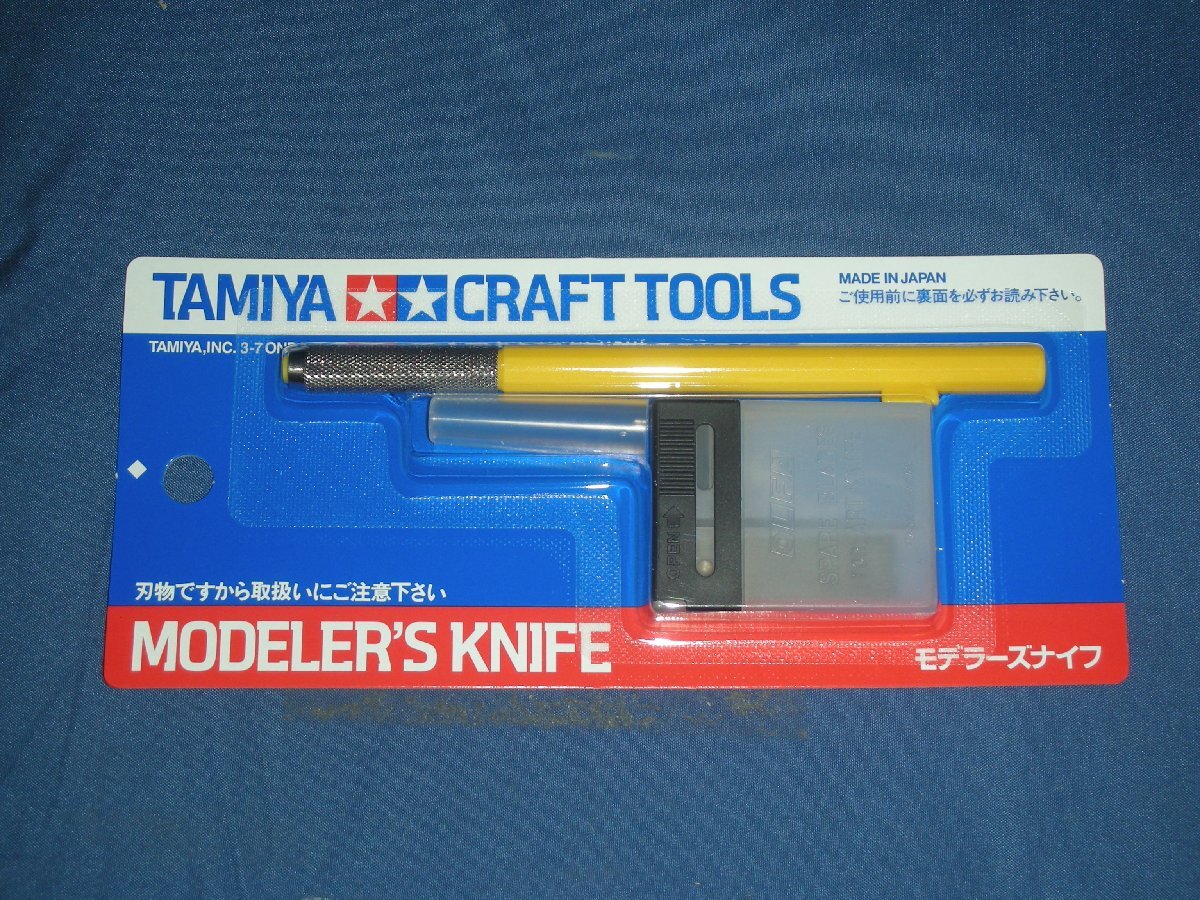 TAMIYA CRAFT TOOLS
MADE IN JAPAN
ご使用前に裏面を必ずお読み下さい。
TAMIYA, INC. 3-7
OPEN
OLFA
SPARE BLADE
刃物ですから取扱いにご注意下さい
MODELER'S KNIFE
モデラーズナイフ